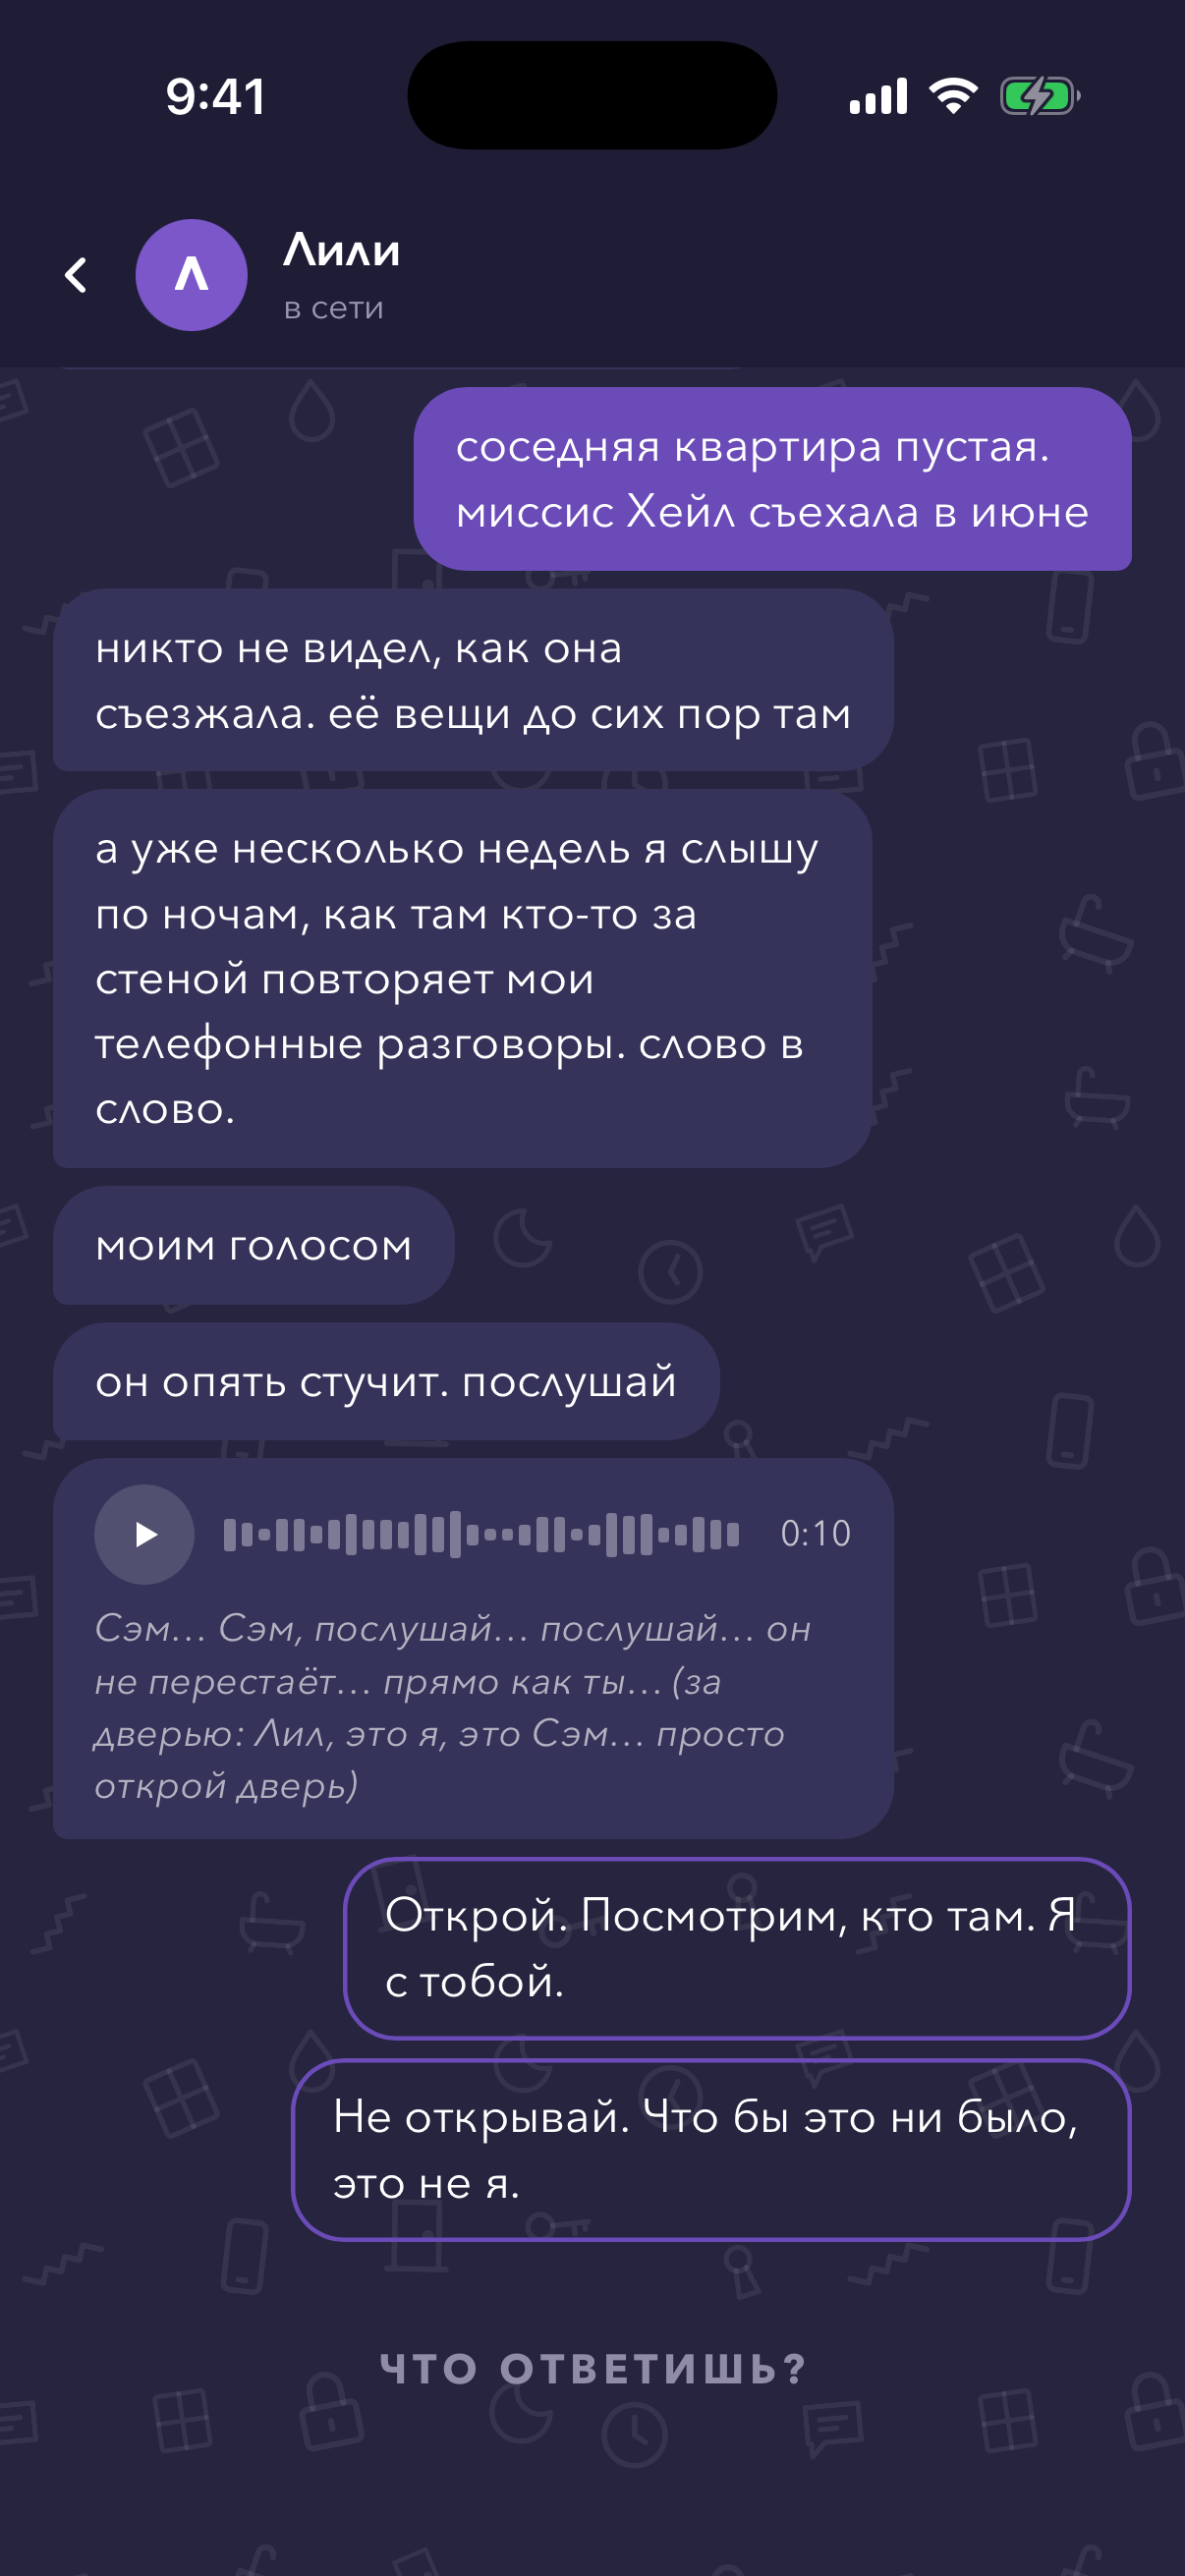 9:41
Л
Лили
в сети
соседняя квартира пустая.
миссис Хейл съехала в июне
никто не видел, как она
съезжала. её вещи до сих пор там
а уже несколько недель я слышу
по ночам, как там кто-то за
стеной повторяет мои
телефонные разговоры. слово в
слово.
моим голосом
он опять стучит. послушай
0:10
Сэм... Сэм, послушай... послушай... он
не перестаёт... прямо как ты... (за
дверью: Лил, это я, это Сэм... просто
открой дверь)
Открой. Посмотрим, кто там. Я
с тобой.
Не открывай. Что бы это ни было,
это не я.
ЧТО ОТВЕТИШЬ?